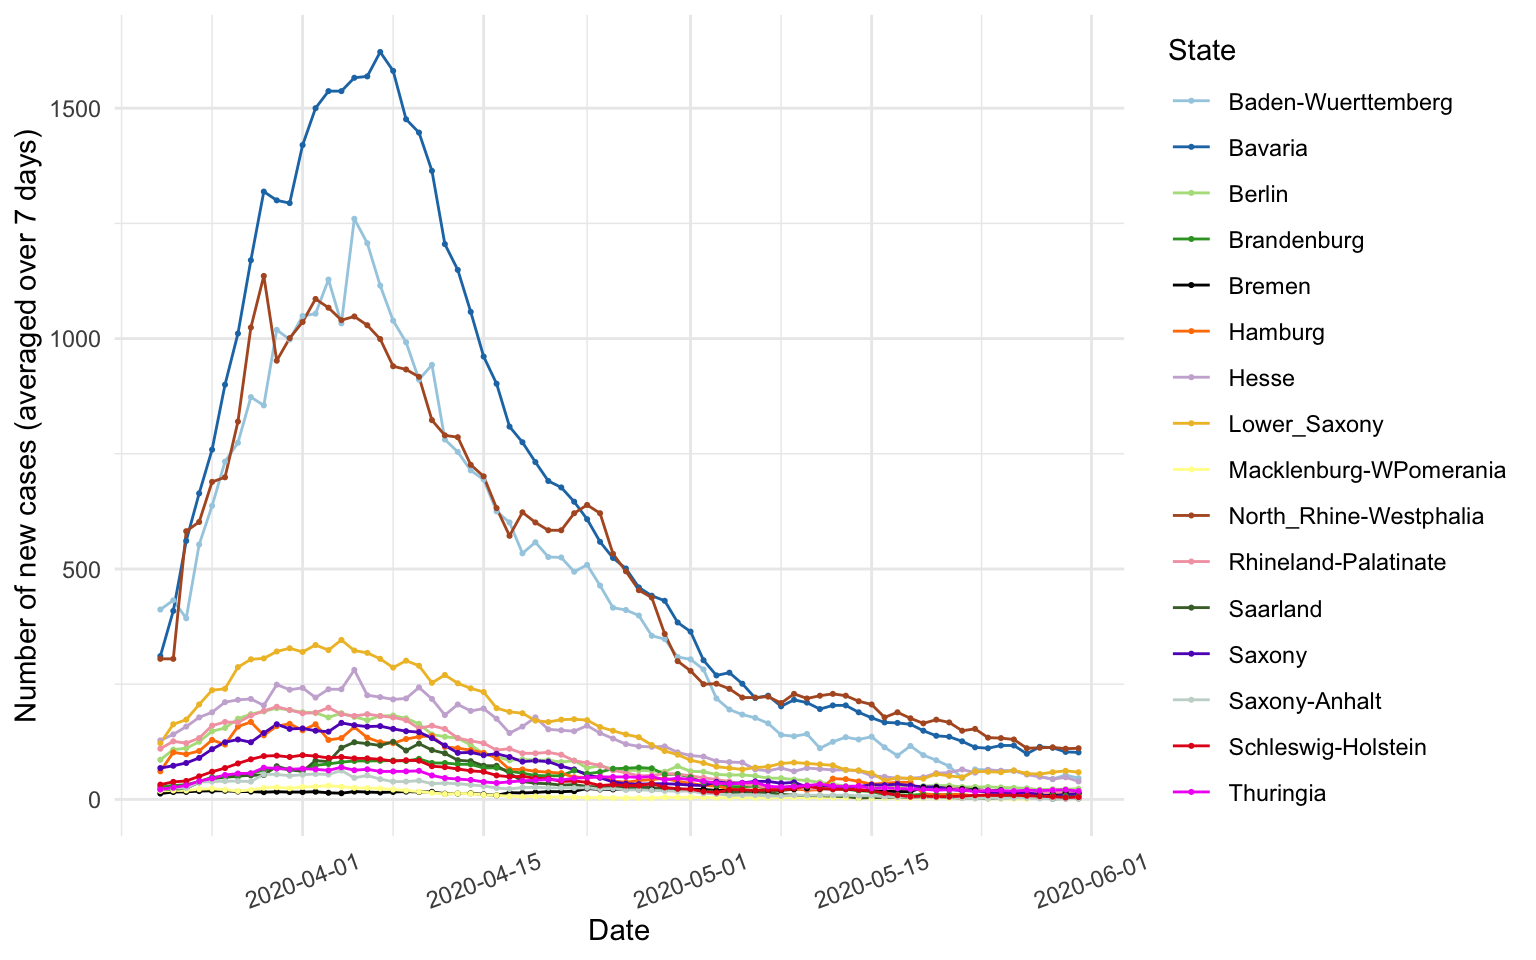 Number of new cases (averaged over 7 days)
1500
1000
500
0
2020-04-01
2020-04-15
2020-05-01
2020-05-15
2020-06-01
Date
State
Baden-Wuerttemberg
Bavaria
Berlin
Brandenburg
Bremen
Hamburg
Hesse
Lower_Saxony
Macklenburg-WPomerania
North_Rhine-Westphalia
Rhineland-Palatinate
Saarland
Saxony
Saxony-Anhalt
Schleswig-Holstein
Thuringia